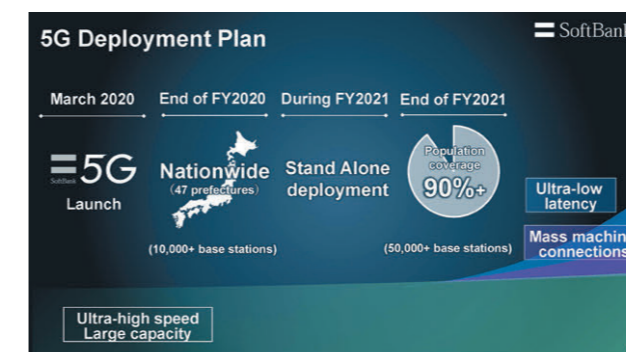 5G Deployment Plan
SoftBank
March 2020
End of FY2020
During FY2021
End of FY2021
SoftBank
5G
Launch
Nationwide
(47 prefectures)
(10,000+ base stations)
Stand Alone
deployment
Population
coverage
90%+
(50,000+ base stations)
Ultra-low
latency
Mass machin
connections
Ultra-high speed
Large capacity